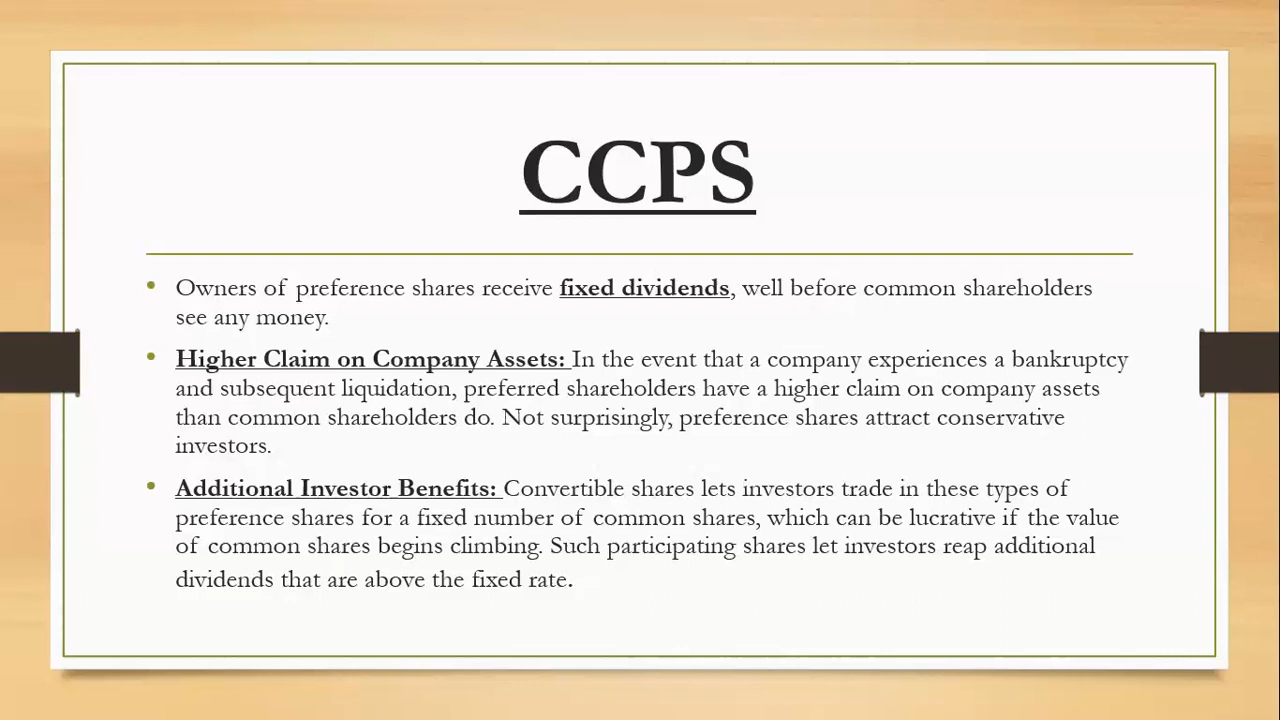 CCPS
• Owners of preference shares receive fixed dividends, well before common shareholders
see any money.
• Higher Claim on Company Assets: In the event that a company experiences a bankruptcy
and subsequent liquidation, preferred shareholders have a higher claim on company assets
than common shareholders do. Not surprisingly, preference shares attract conservative
investors.
• Additional Investor Benefits: Convertible shares lets investors trade in these types of
preference shares for a fixed number of common shares, which can be lucrative if the value
of common shares begins climbing. Such participating shares let investors reap additional
dividends that are above the fixed rate.